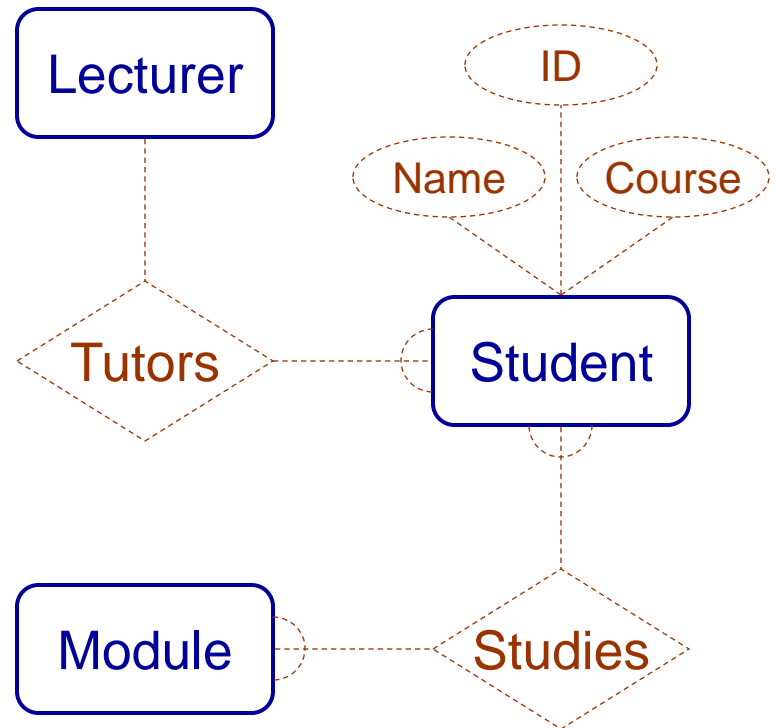 Lecturer
ID
Name
Course
Tutors
Student
Module
Studies